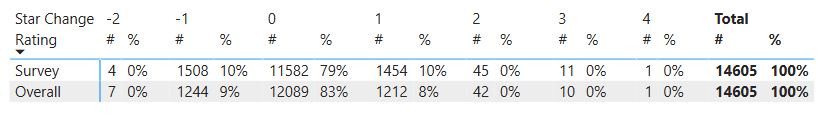 Star Change -2 -1 0 1 2 3 4 Total
Rating # % # % # % # % # % # % # % # %
Survey 4 0% 1508 10% 11582 79% 1454 10% 45 0% 11 0% 1 0% 14605 100%
Overall 7 0% 1244 9% 12089 83% 1212 8% 42 0% 10 0% 1 0% 14605 100%